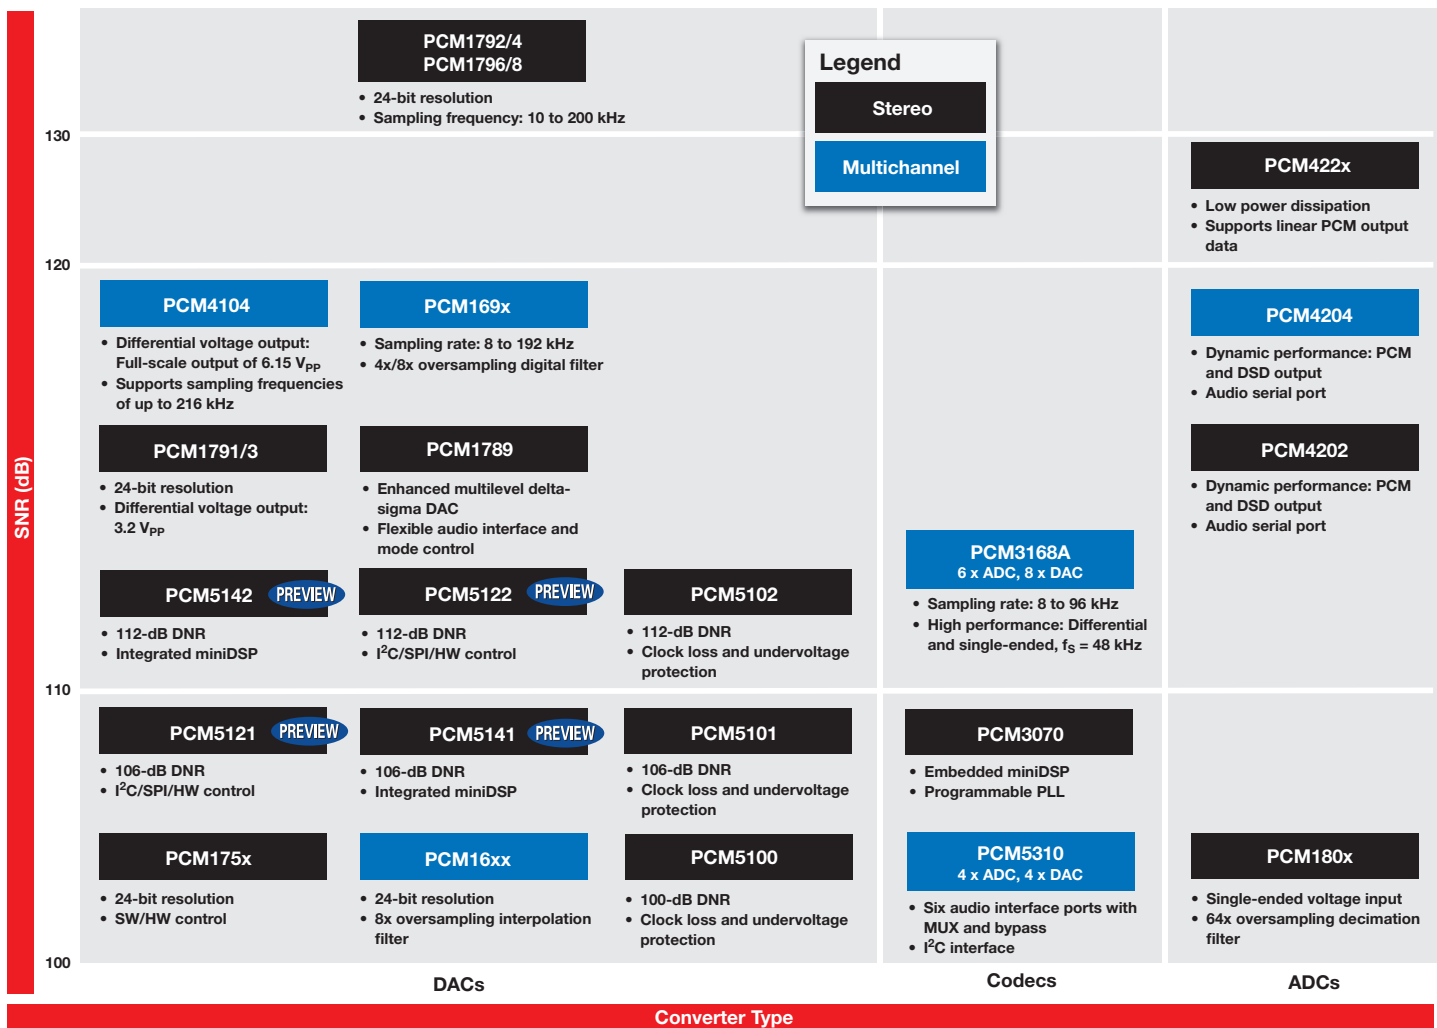 PCM1792/4
PCM1796/8
• 24-bit resolution
• Sampling frequency: 10 to 200 kHz
Legend
Stereo
Multichannel
130
PCM422x
• Low power dissipation
• Supports linear PCM output
data
120
PCM4104
• Differential voltage output:
Full-scale output of 6.15 VPP
• Supports sampling frequencies
of up to 216 kHz
PCM169x
• Sampling rate: 8 to 192 kHz
• 4x/8x oversampling digital filter
PCM4204
• Dynamic performance: PCM
and DSD output
• Audio serial port
PCM1791/3
• 24-bit resolution
• Differential voltage output:
3.2 VPP
PCM1789
• Enhanced multilevel delta-
sigma DAC
• Flexible audio interface and
mode control
PCM4202
• Dynamic performance: PCM
and DSD output
• Audio serial port
SNR (dB)
PCM5142
PREVIEW
• 112-dB DNR
• Integrated miniDSP
PCM5122
PREVIEW
• 112-dB DNR
• I2C/SPI/HW control
PCM5102
• 112-dB DNR
• Clock loss and undervoltage
protection
PCM3168A
6 x ADC, 8 x DAC
• Sampling rate: 8 to 96 kHz
• High performance: Differential
and single-ended, fS = 48 kHz
110
PCM5121
PREVIEW
• 106-dB DNR
• I2C/SPI/HW control
PCM5141
PREVIEW
• 106-dB DNR
• Integrated miniDSP
PCM5101
• 106-dB DNR
• Clock loss and undervoltage
protection
PCM3070
• Embedded miniDSP
• Programmable PLL
PCM175x
• 24-bit resolution
• SW/HW control
PCM16xx
• 24-bit resolution
• 8x oversampling interpolation
filter
PCM5100
• 100-dB DNR
• Clock loss and undervoltage
protection
PCM5310
4 x ADC, 4 x DAC
• Six audio interface ports with
MUX and bypass
• I2C interface
PCM180x
• Single-ended voltage input
• 64x oversampling decimation
filter
100
DACs
Codecs
ADCs
Converter Type